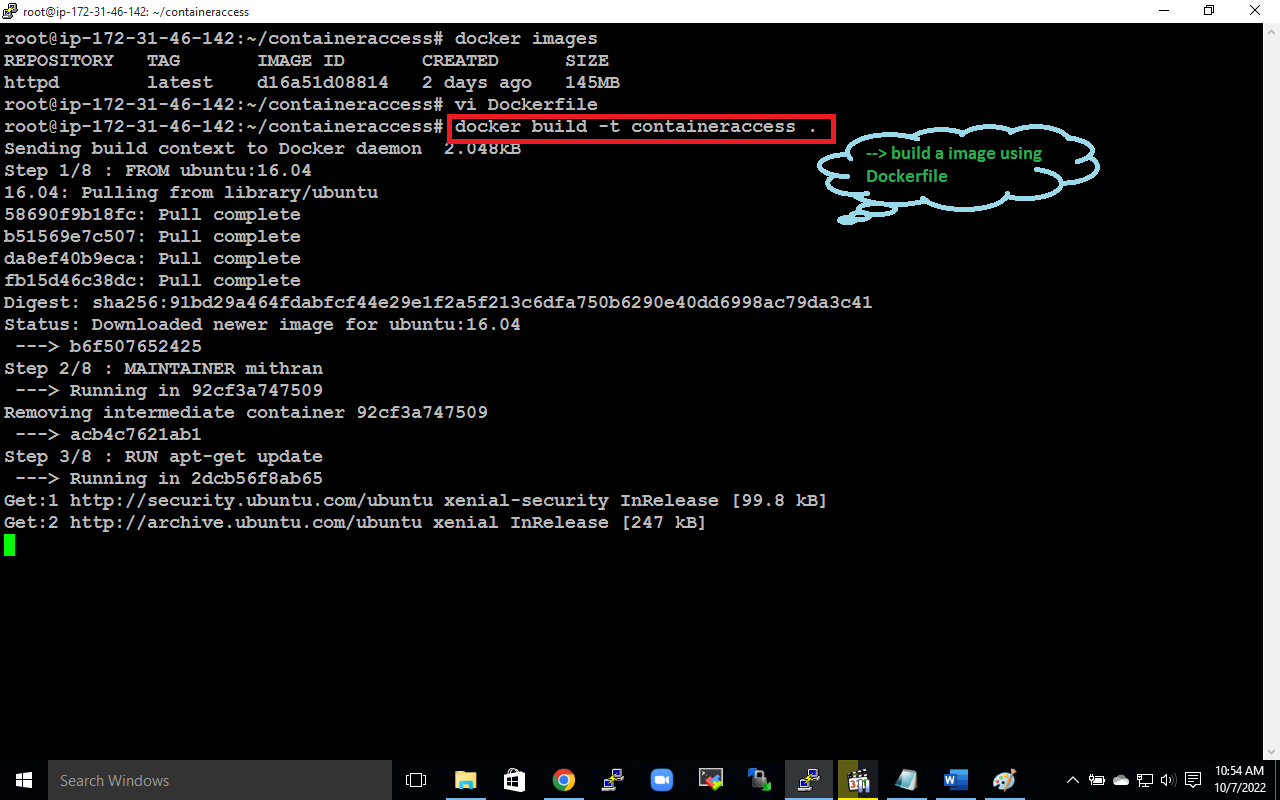 root@ip-172-31-46-142: ~/containeraccess
root@ip-172-31-46-142:~/containeraccess# docker images
REPOSITORY   TAG       IMAGE ID       CREATED      SIZE
httpd        latest    d16a51d08814   2 days ago   145MB
root@ip-172-31-46-142:~/containeraccess# vi Dockerfile
root@ip-172-31-46-142:~/containeraccess# docker build -t containeraccess .
Sending build context to Docker daemon  2.048kB
--> build a image using
Dockerfile
Step 1/8 : FROM ubuntu:16.04
16.04: Pulling from library/ubuntu
58690f9b18fc: Pull complete
b51569e7c507: Pull complete
da8ef40b9eca: Pull complete
fb15d46c38dc: Pull complete
Digest: sha256:91bd29a464fdabfcf44e29e1f2a5f213c6dfa750b6290e40dd6998ac79da3c41
Status: Downloaded newer image for ubuntu:16.04
 ---> b6f507652425
Step 2/8 : MAINTAINER mithran
 ---> Running in 92cf3a747509
Removing intermediate container 92cf3a747509
 ---> acb4c7621ab1
Step 3/8 : RUN apt-get update
 ---> Running in 2dcb56f8ab65
Get:1 http://security.ubuntu.com/ubuntu xenial-security InRelease [99.8 kB]
Get:2 http://archive.ubuntu.com/ubuntu xenial InRelease [247 kB]
Search Windows
10:54 AM
10/7/2022